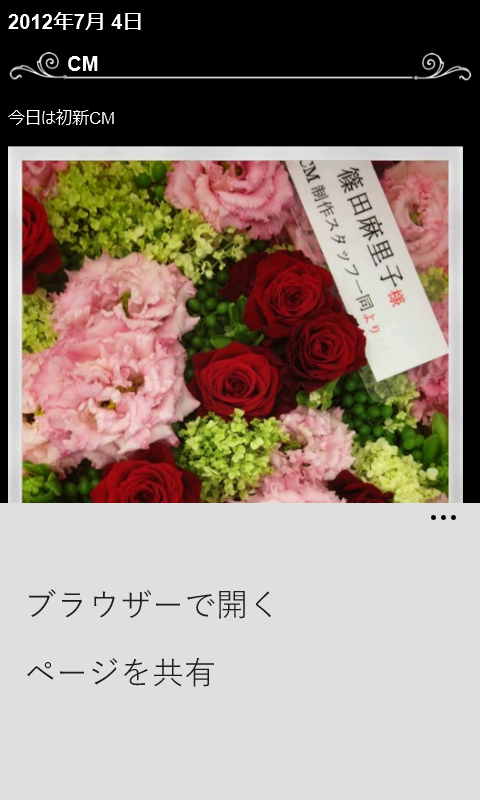 2012年7月 4日
CM
今日は初新CM
篠田麻里子様
CM 制作スタッフ一同より
ブラウザーで開く
ページを共有